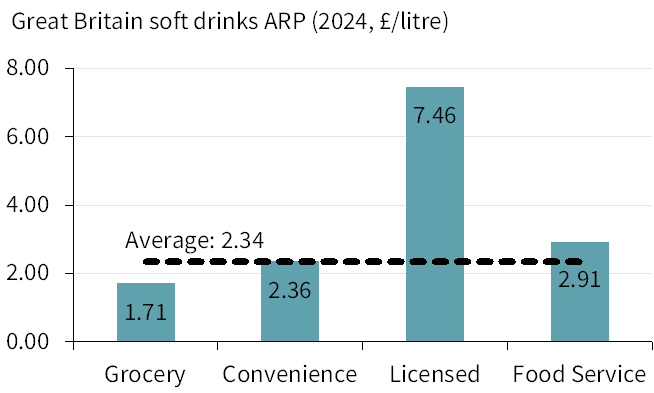 Great Britain soft drinks ARP (2024, £/litre)
8.00
6.00
4.00
2.00
0.00
Average: 2.34
1.71
2.36
7.46
2.91
Grocery
Convenience
Licensed
Food Service